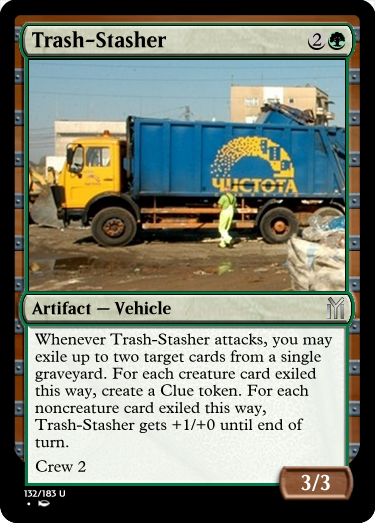 Trash-Stasher
2
ЧИСТОТА
Artifact — Vehicle
Whenever Trash-Stasher attacks, you may
exile up to two target cards from a single
graveyard. For each creature card exiled
this way, create a Clue token. For each
noncreature card exiled this way,
Trash-Stasher gets +1/+0 until end of
turn.
Crew 2
3/3
132/183 U